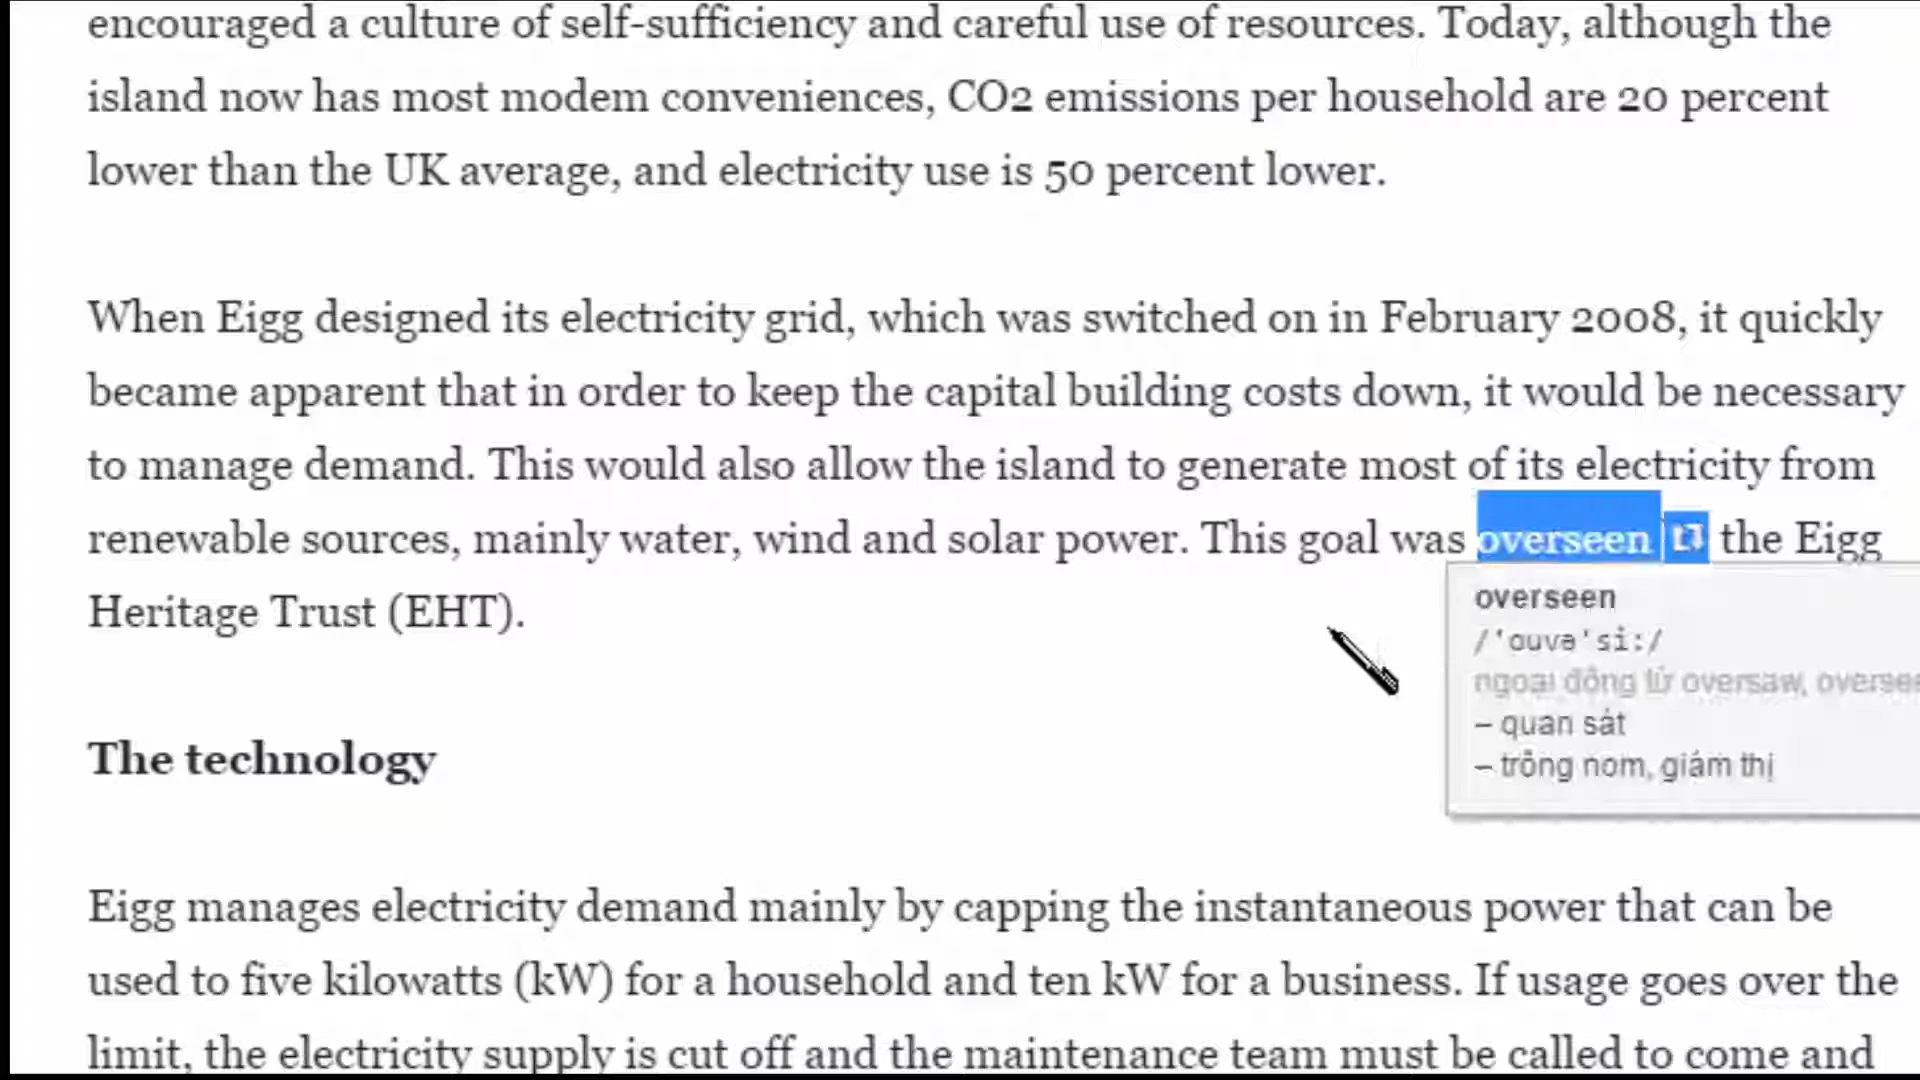 encouraged a culture of self-sufficiency and careful use of resources. Today, although the
island now has most modem conveniences, CO2 emissions per household are 20 percent
lower than the UK average, and electricity use is 50 percent lower.
When Eigg designed its electricity grid, which was switched on in February 2008, it quickly
became apparent that in order to keep the capital building costs down, it would be necessary
to manage demand. This would also allow the island to generate most of its electricity from
renewable sources, mainly water, wind and solar power. This goal was overseen the Eigg
Heritage Trust (EHT).
overseen
/'ouvə'si:/
ngoại động từ oversaw,
– quan sát
– trông nom, giám thị
The technology
Eigg manages electricity demand mainly by capping the instantaneous power that can be
used to five kilowatts (kW) for a household and ten kW for a business. If usage goes over the
limit, the electricity supply is cut off and the maintenance team must be called to come and